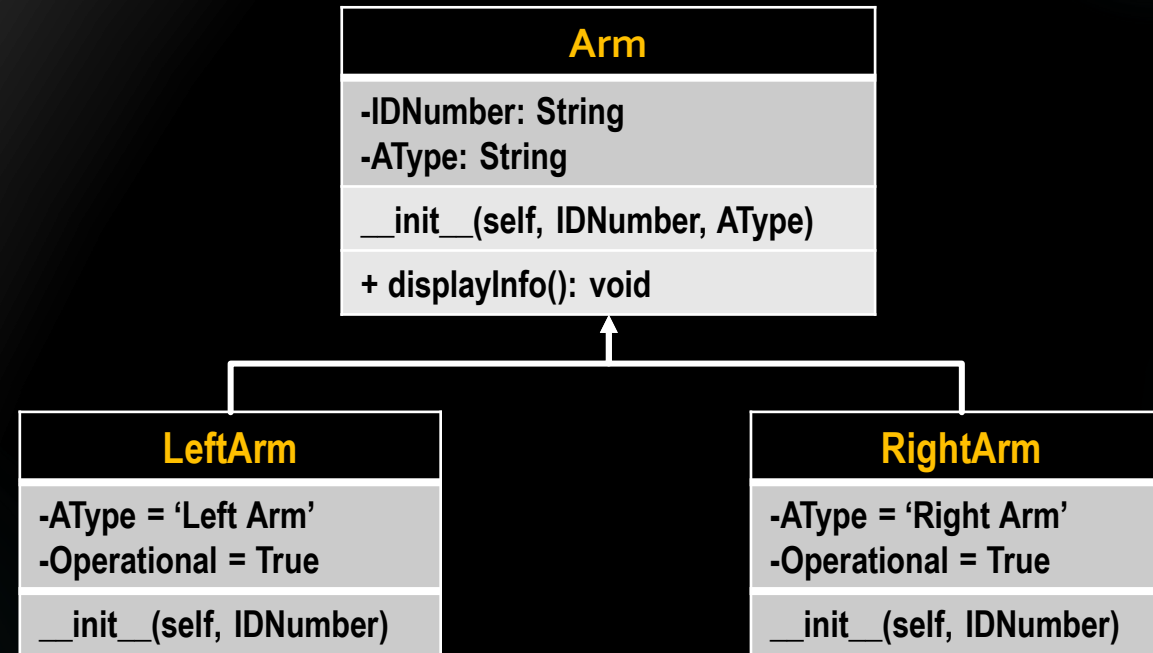 Arm
-IDNumber: String
-AType: String
__init__(self, IDNumber, AType)
+ displayInfo(): void
LeftArm
-AType = ‘Left Arm’
-Operational = True
__init__(self, IDNumber)
RightArm
-AType = ‘Right Arm’
-Operational = True
__init__(self, IDNumber)